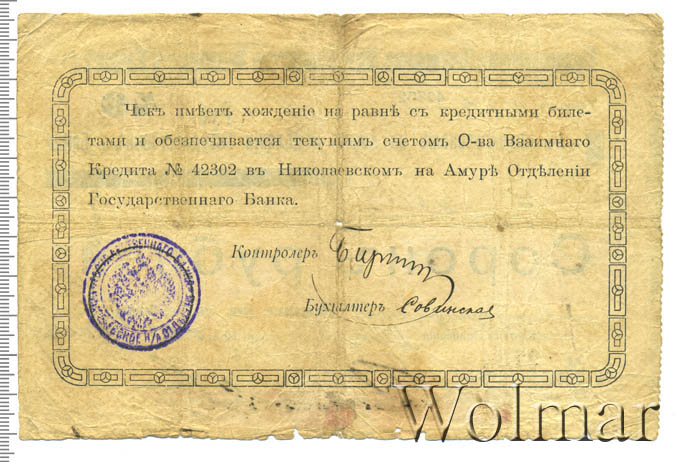 Чекъ имѣетъ хожденіе на равнѣ съ кредитными биле-
тами и обезпечивается текущимъ счетомъ О-ва Взаимнаго
Кредита № 42302 въ Николаевскомъ на Амурѣ Отдѣленіи
Государственнаго Банка.
Контролеръ
Бухгалтеръ Совинская
Wolmar